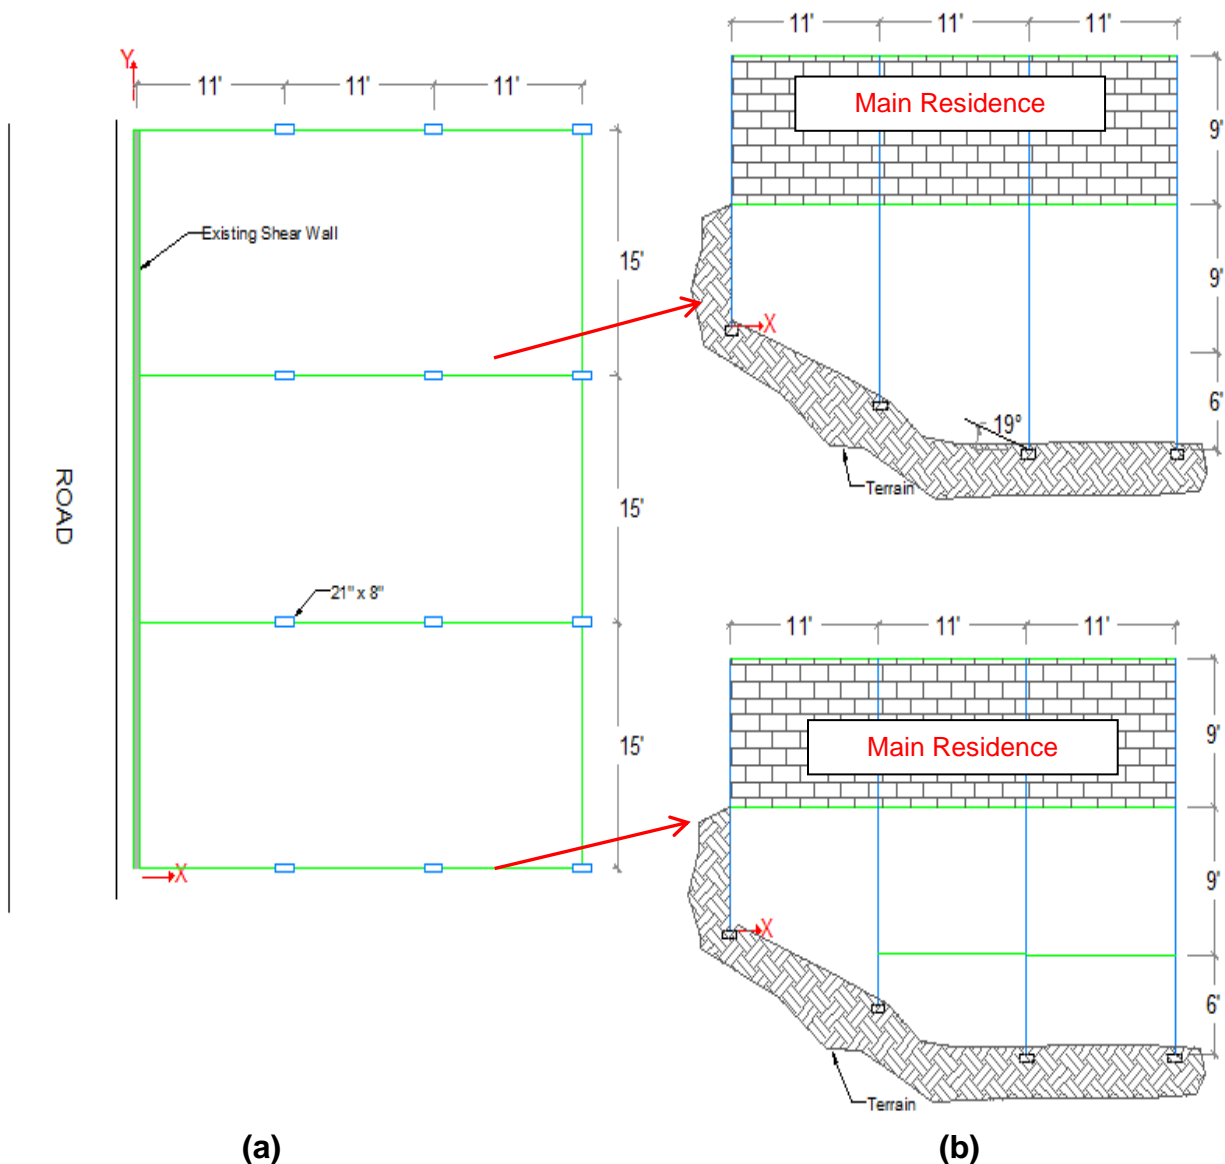 Y
11'
11'
11'
Existing Shear Wall
15'
ROAD
15'
21" x 8"
15'
X
11'
11'
11'
Main Residence
9'
9'
X
6'
19°
Terrain
11'
11'
11'
Main Residence
9'
9'
X
6'
Terrain
(a)
(b)